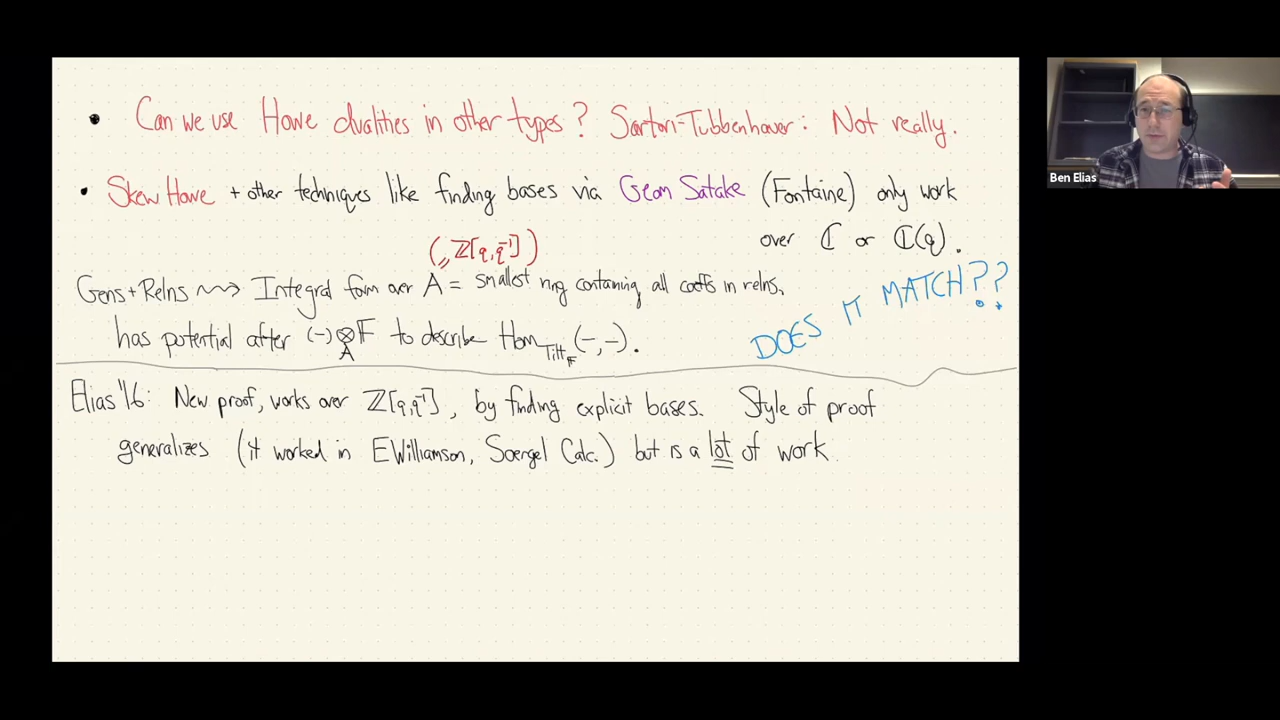 • Can we use Howe dualities in other types? Sartori-Tubbenhauer: Not really.
• Skew Howe + other techniques like finding bases via Geom Satake (Fontaine) only work
over ℂ or ℂ(q).
(ℤ[q,q⁻¹])
Gens+Relns ⇝ Integral form over A = smallest ring containing all coeffs in relns,
has potential after (-)⊗_A 𝔽 to describe Hom_{Tilt_𝔽}(-,-).
DOES IT MATCH??
Elias '16: New proof, works over ℤ[q,q⁻¹], by finding explicit bases. Style of proof
generalizes (it worked in EWilliamson, Soergel Calc.) but is a lot of work.
Ben Elias